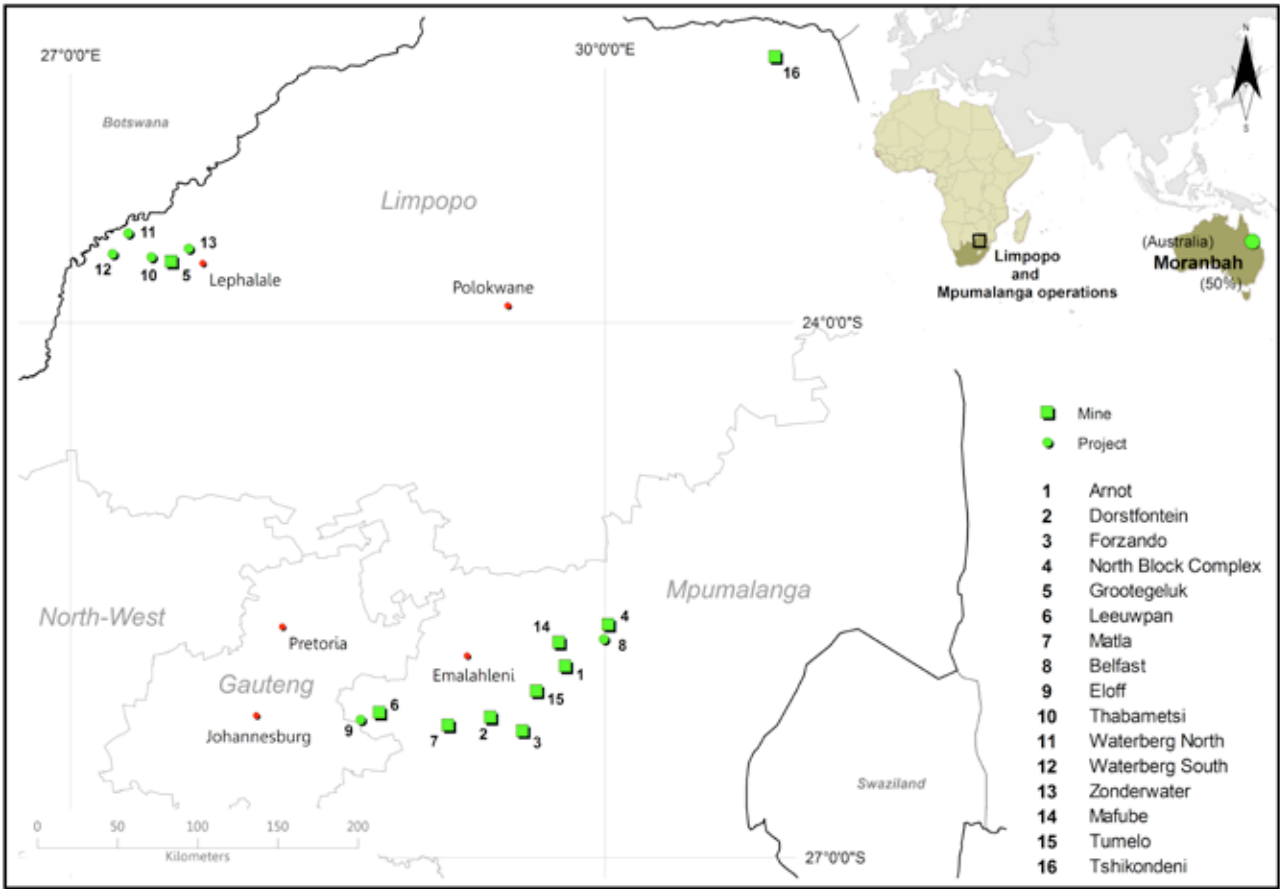 27°0'0"E
30°0'0"E
16
N
S
Botswana
Limpopo
11
13
12
10
5
Lephalale
Polokwane
24°0'0"S
(Australia)
Moranbah
(50%)
Limpopo
and
Mpumalanga operations
Mine
Project
North-West
Pretoria
Gauteng
Johannesburg
Emalahleni
Mpumalanga
4
14
8
1
15
6
9
7
2
3
Swaziland
27°0'0"S
0 50 100 150 200
Kilometers
1 Arnot
2 Dorstfontein
3 Forzando
4 North Block Complex
5 Grootegeluk
6 Leeuwpan
7 Matla
8 Belfast
9 Eloff
10 Thabametsi
11 Waterberg North
12 Waterberg South
13 Zonderwater
14 Mafube
15 Tumelo
16 Tshikondeni